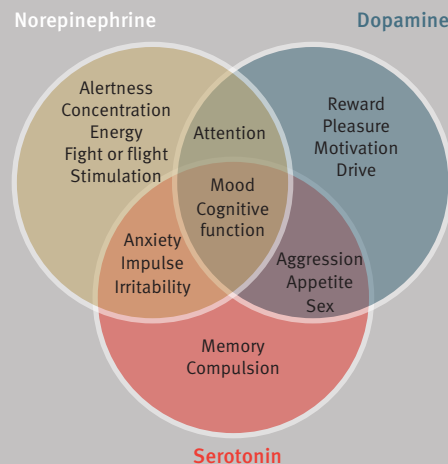 Norepinephrine
Dopamine
Alertness
Concentration
Energy
Fight or flight
Stimulation
Attention
Reward
Pleasure
Motivation
Drive
Mood
Cognitive
function
Anxiety
Impulse
Irritability
Aggression
Appetite
Sex
Memory
Compulsion
Serotonin